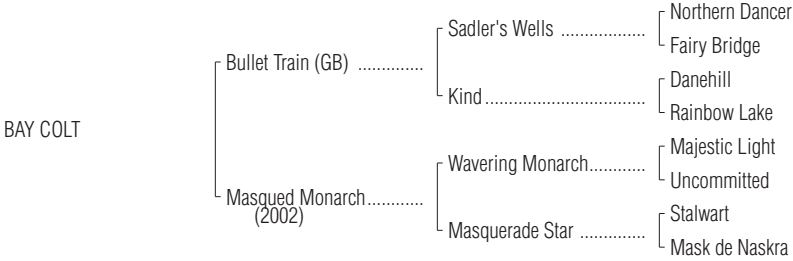 Northern Dancer
Sadler's Wells ..................
Fairy Bridge
Bullet Train (GB) ..............
Danehill
Kind..................................
Rainbow Lake
BAY COLT
Majestic Light
Wavering Monarch............
Uncommitted
Masqued Monarch............
(2002)
Stalwart
Masquerade Star ..............
Mask de Naskra